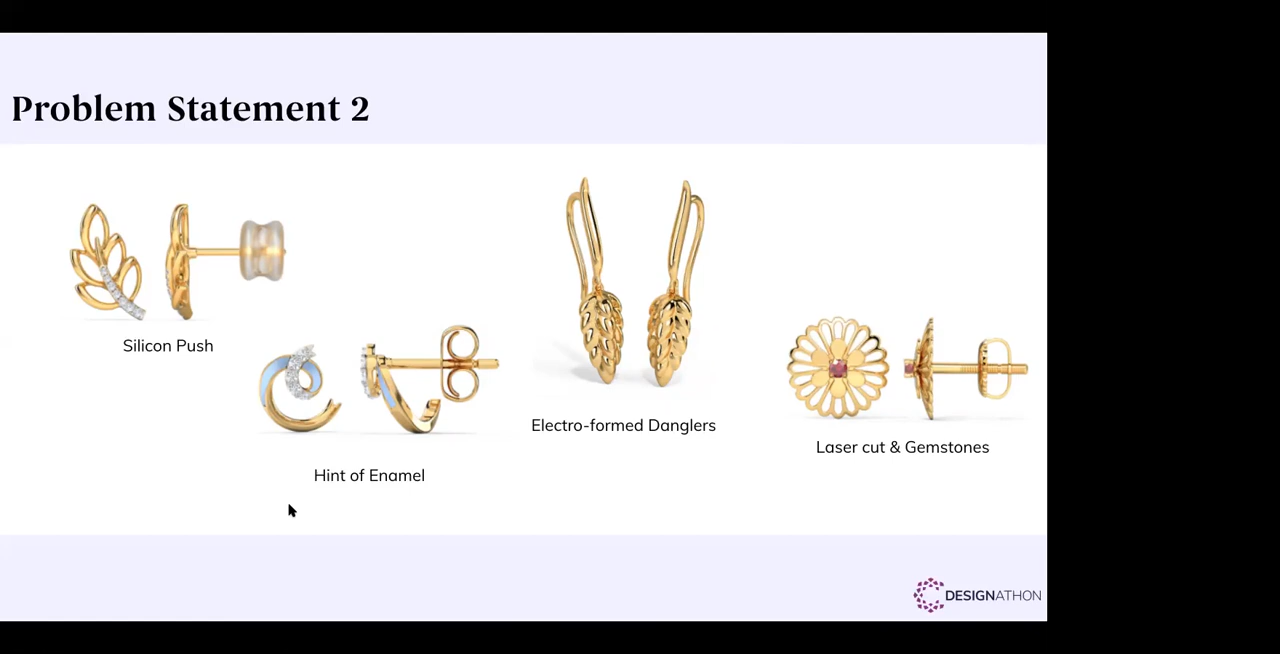 Problem Statement 2
Silicon Push
Hint of Enamel
Electro-formed Danglers
Laser cut & Gemstones
DESIGNATHON